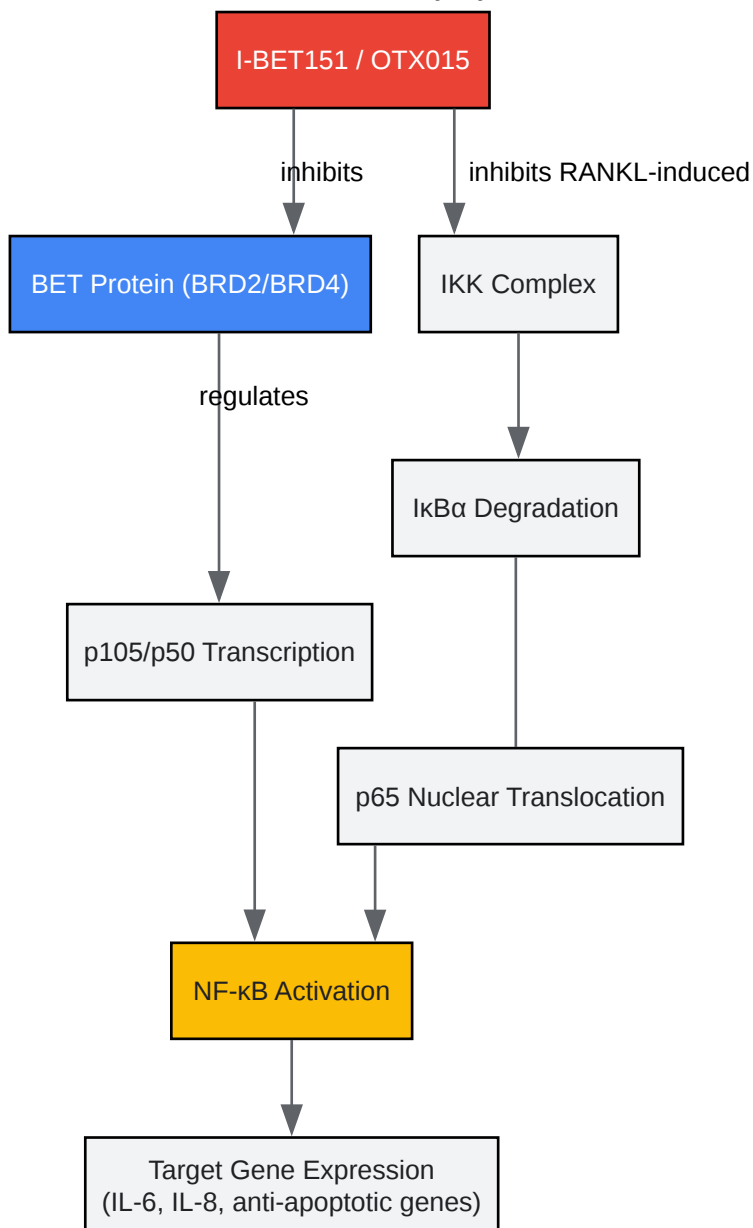 I-BET151 / OTX015
inhibits
inhibits RANKL-induced
BET Protein (BRD2/BRD4)
IKK Complex
regulates
IκBα Degradation
p105/p50 Transcription
p65 Nuclear Translocation
NF-κB Activation
Target Gene Expression
(IL-6, IL-8, anti-apoptotic genes)